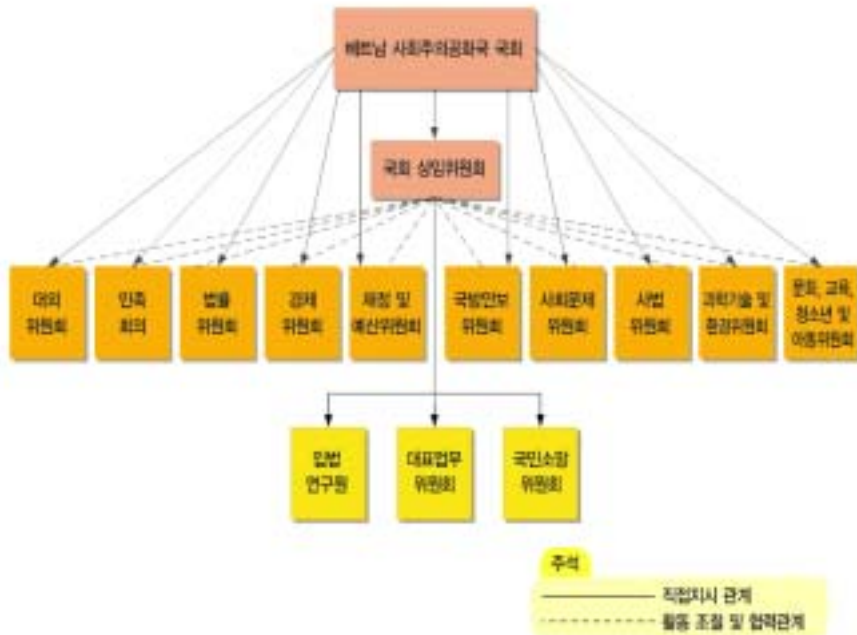 베트남 사회주의공화국 국회
국회 상임위원회
대외
위원회
민족
회의
법률
위원회
경제
위원회
재정 및
예산위원회
국방안보
위원회
사회문제
위원회
사법
위원회
과학기술 및
환경위원회
문화, 교육,
청소년 및
아동위원회
입법
연구원
대표업무
위원회
국민소망
위원회
주석
직접지시 관계
활동 조절 및 협력관계